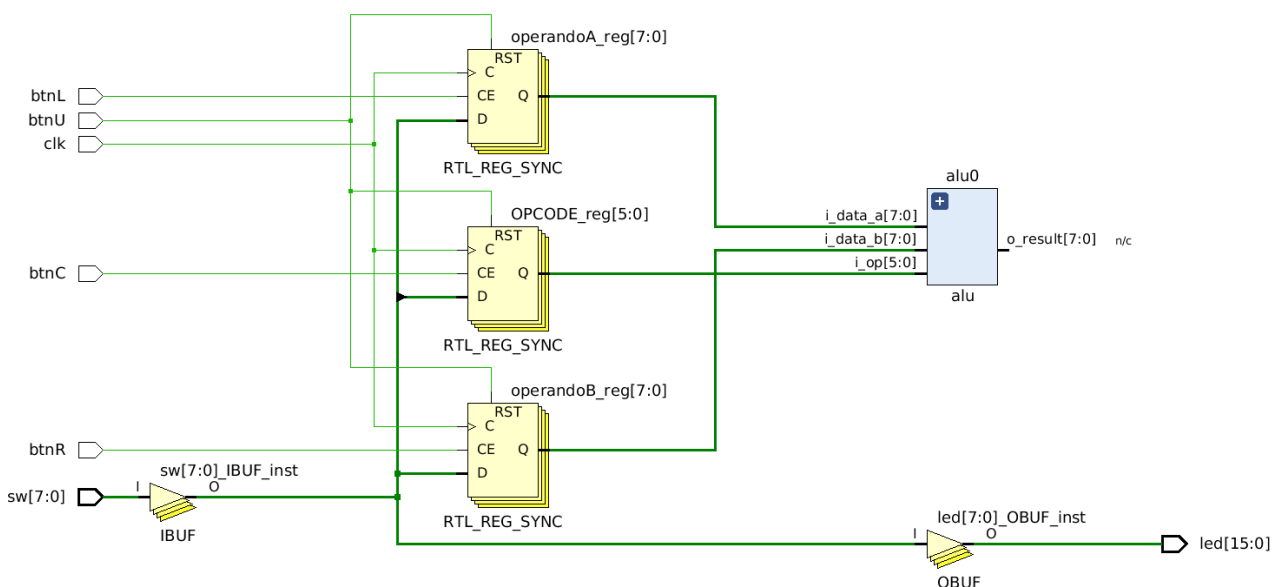 operandoA_reg[7:0]
RST
C
btnL
CE
Q
btnU
D
clk
RTL_REG_SYNC
alu0
OPCODE_reg[5:0]
i_data_a[7:0]
RST
i_data_b[7:0]
o_result[7:0]
n/c
C
i_op[5:0]
btnC
CE
Q
D
alu
RTL_REG_SYNC
operandoB_reg[7:0]
RST
C
btnR
CE
Q
sw[7:0]_IBUF_inst
D
sw[7:0]
I
O
RTL_REG_SYNC
led[7:0]_OBUF_inst
IBUF
I
O
led[15:0]
OBUF